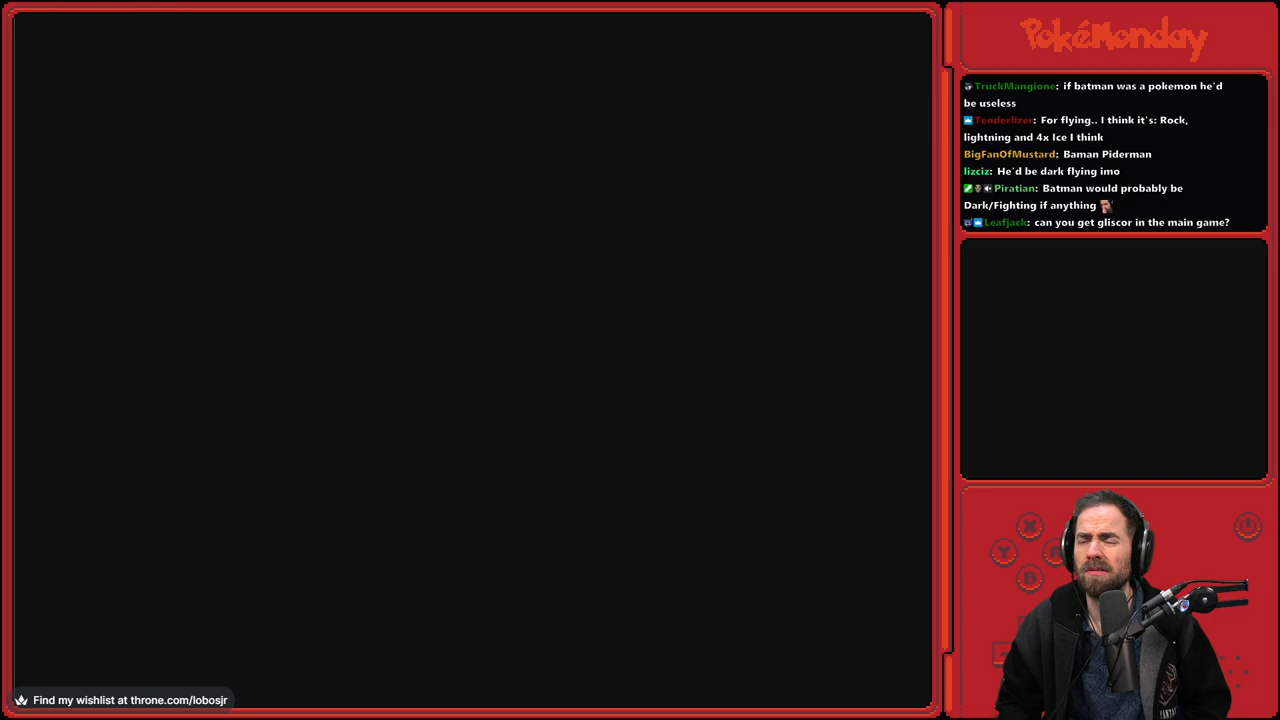 PokéMonday
TruckMangione: if batman was a pokemon he'd
be useless
Tenderlizer: For flying.. I think it's: Rock,
lightning and 4x Ice I think
BigFanOfMustard: Baman Piderman
lizciz: He'd be dark flying imo
Piratian: Batman would probably be
Dark/Fighting if anything
Leafjack: can you get gliscor in the main game?
X
Y
B
Find my wishlist at throne.com/lobosjr